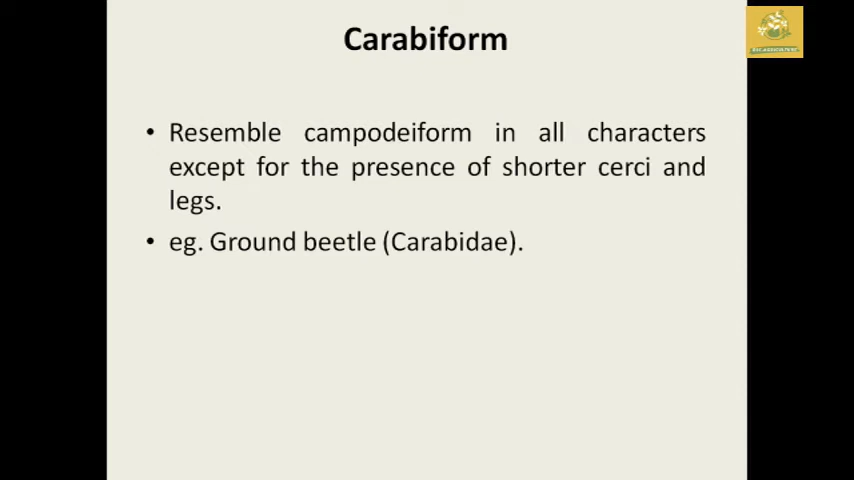 Carabiform
• Resemble campodeiform in all characters
except for the presence of shorter cerci and
legs.
• eg. Ground beetle (Carabidae).